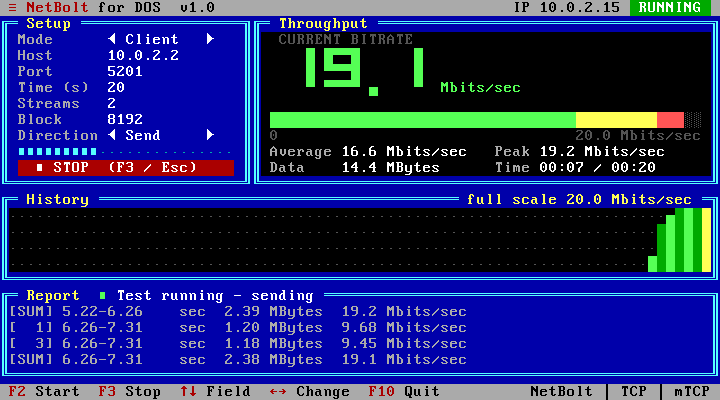 ≡ NetBolt for DOS v1.0 IP 10.0.2.15 RUNNING
Setup
Mode ◄ Client ►
Host 10.0.2.2
Port 5201
Time (s) 20
Streams 2
Block 8192
Direction ◄ Send ►
■ STOP (F3 / Esc)
Throughput
CURRENT BITRATE
19.1 Mbits/sec
0 20.0 Mbits/sec
Average 16.6 Mbits/sec Peak 19.2 Mbits/sec
Data 14.4 MBytes Time 00:07 / 00:20
History full scale 20.0 Mbits/sec
Report ■ Test running - sending
[SUM] 5.22-6.26 sec 2.39 MBytes 19.2 Mbits/sec
[ 1] 6.26-7.31 sec 1.20 MBytes 9.68 Mbits/sec
[ 3] 6.26-7.31 sec 1.18 MBytes 9.45 Mbits/sec
[SUM] 6.26-7.31 sec 2.38 MBytes 19.1 Mbits/sec
F2 Start F3 Stop ↑↓ Field ←→ Change F10 Quit NetBolt │ TCP │ mTCP